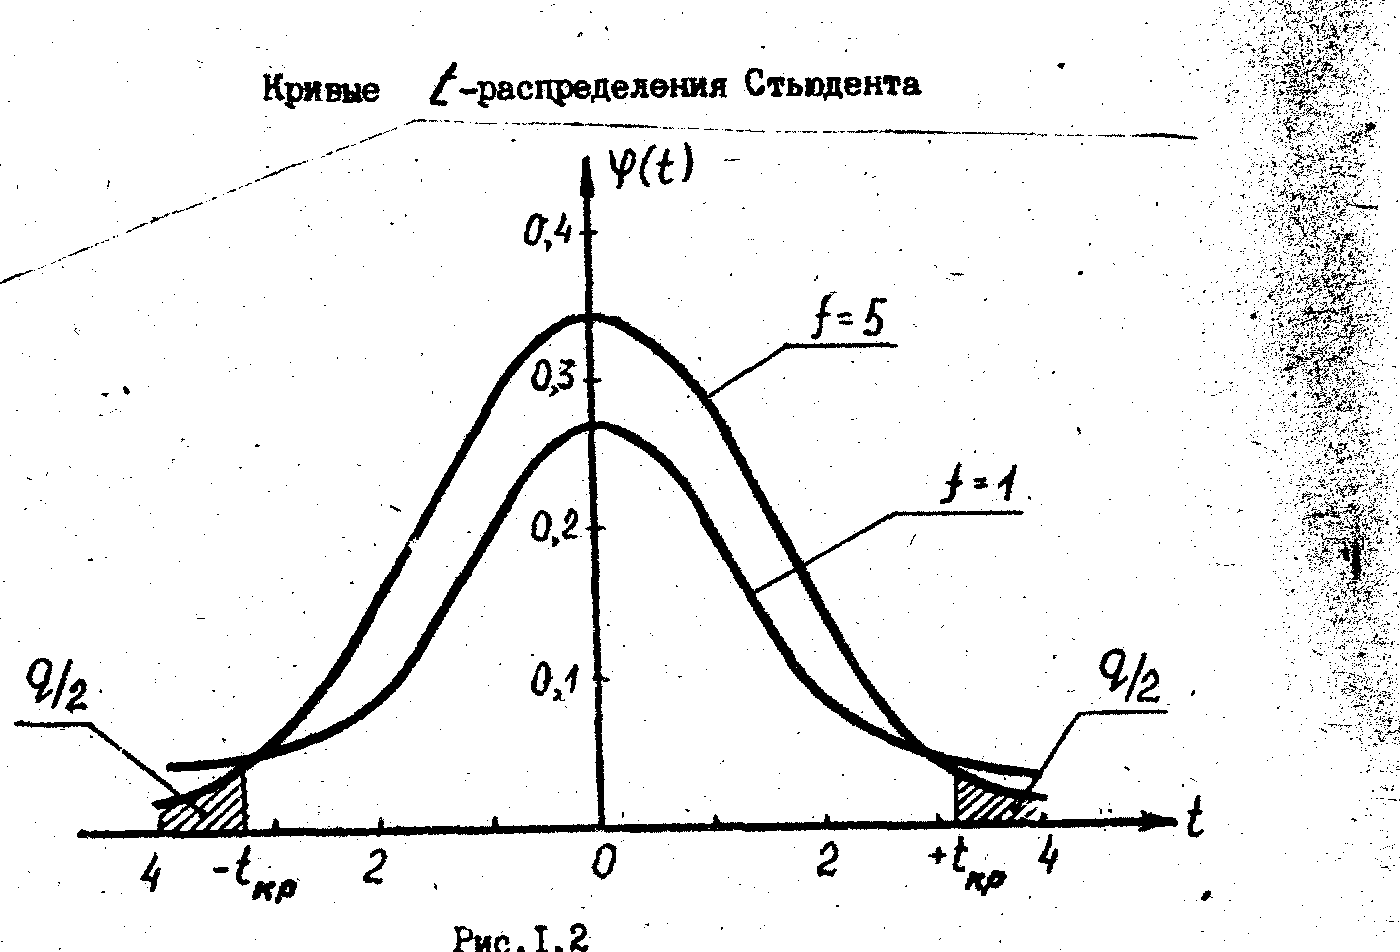 Кривые t-распределения Стьюдента
φ(t)
0,4
f=5
0,3
f=1
0,2
q/2
0,1
q/2
t
4 -tкр 2 0 2 +tкр 4
Рис.I.2